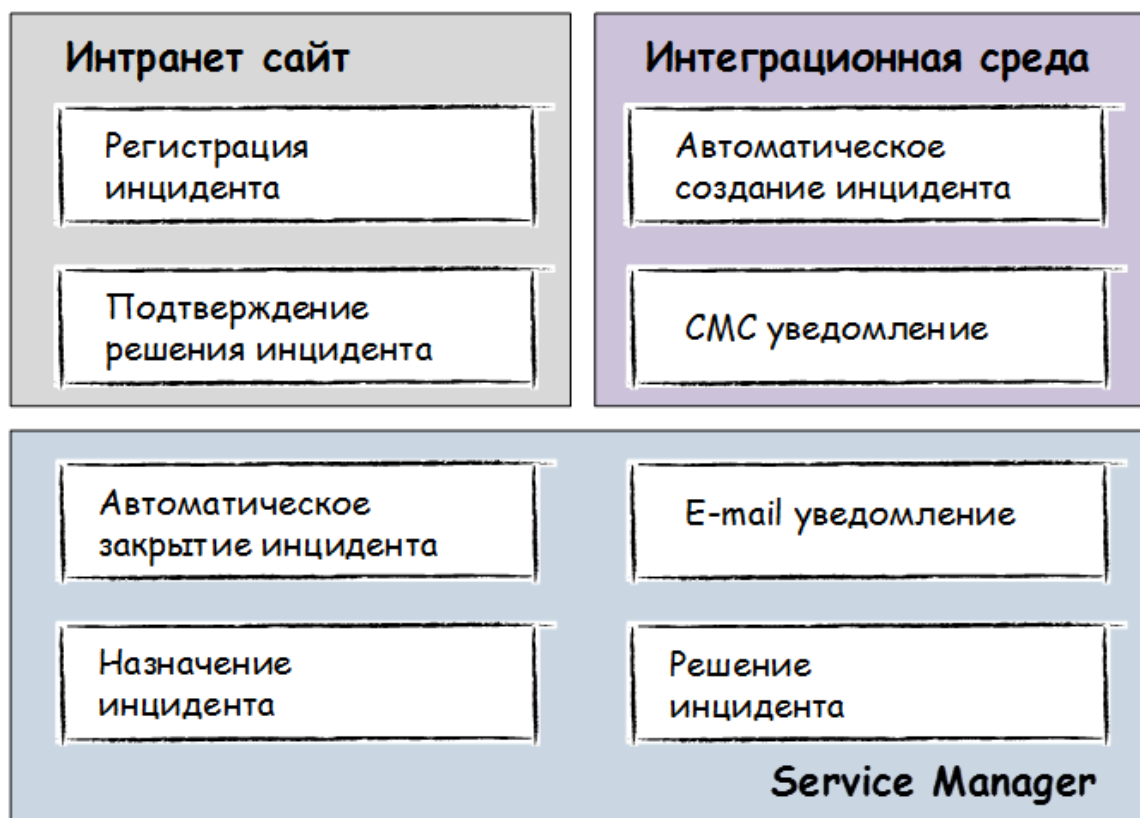 Интранет сайт
Регистрация
инцидента
Подтверждение
решения инцидента
Интеграционная среда
Автоматическое
создание инцидента
СМС уведомление
Автоматическое
закрытие инцидента
E-mail уведомление
Назначение
инцидента
Решение
инцидента
Service Manager